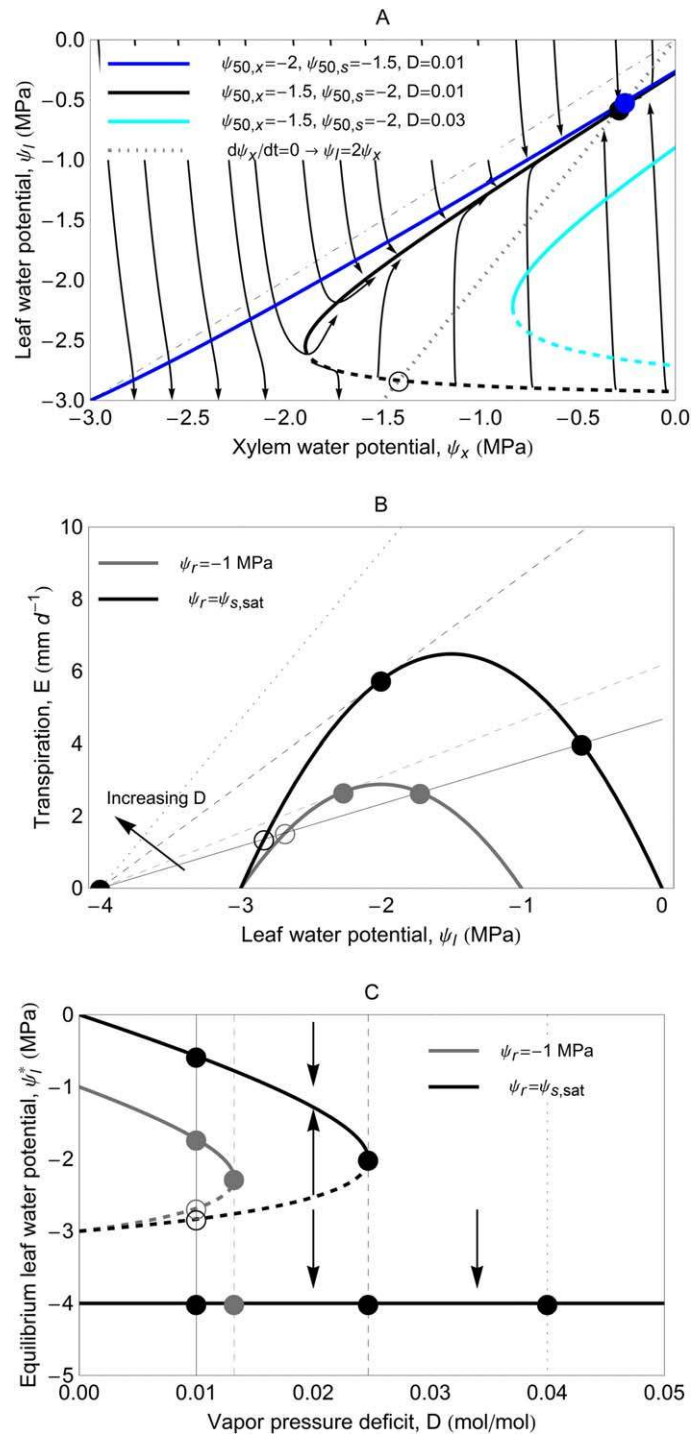 A
0.0
-0.5
-1.0
-1.5
-2.0
-2.5
-3.0
Leaf water potential, ψl (MPa)
ψ50,x=-2, ψ50,s=-1.5, D=0.01
ψ50,x=-1.5, ψ50,s=-2, D=0.01
ψ50,x=-1.5, ψ50,s=-2, D=0.03
dψx/dt=0 → ψl=2ψx
-3.0 -2.5 -2.0 -1.5 -1.0 -0.5 0.0
Xylem water potential, ψx (MPa)
B
10
8
6
4
2
0
Transpiration, E (mm d⁻¹)
ψr=-1 MPa
ψr=ψs,sat
Increasing D
-4 -3 -2 -1 0
Leaf water potential, ψl (MPa)
C
0
-1
-2
-3
-4
-5
Equilibrium leaf water potential, ψl* (MPa)
ψr=-1 MPa
ψr=ψs,sat
0.00 0.01 0.02 0.03 0.04 0.05
Vapor pressure deficit, D (mol/mol)